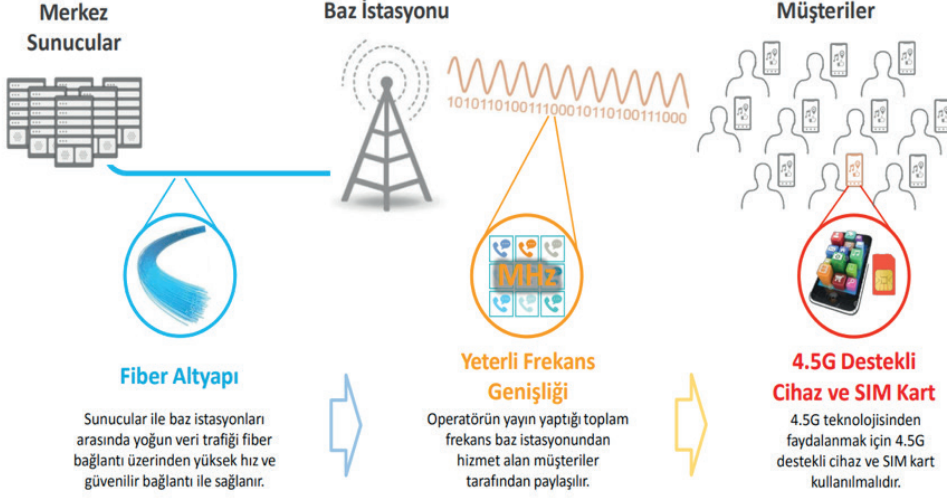 Merkez
Sunucular
Baz İstasyonu
Müşteriler
101011010011100010110100111000
MHz
Fiber Altyapı
Sunucular ile baz istasyonları
arasında yoğun veri trafiği fiber
bağlantı üzerinden yüksek hız ve
güvenilir bağlantı ile sağlanır.
Yeterli Frekans
Genişliği
Operatörün yayın yaptığı toplam
frekans baz istasyonundan
hizmet alan müşteriler
tarafından paylaşılır.
4.5G Destekli
Cihaz ve SIM Kart
4.5G teknolojisinden
faydalanmak için 4.5G
destekli cihaz ve SIM kart
kullanılmalıdır.